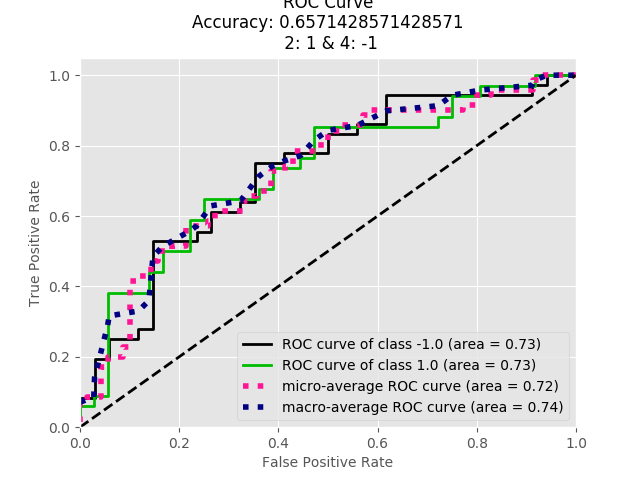 ROC Curve
Accuracy: 0.6571428571428571
2: 1 & 4: -1
True Positive Rate
1.0
0.8
0.6
0.4
0.2
0.0
ROC curve of class -1.0 (area = 0.73)
ROC curve of class 1.0 (area = 0.73)
micro-average ROC curve (area = 0.72)
macro-average ROC curve (area = 0.74)
0.0 0.2 0.4 0.6 0.8 1.0
False Positive Rate